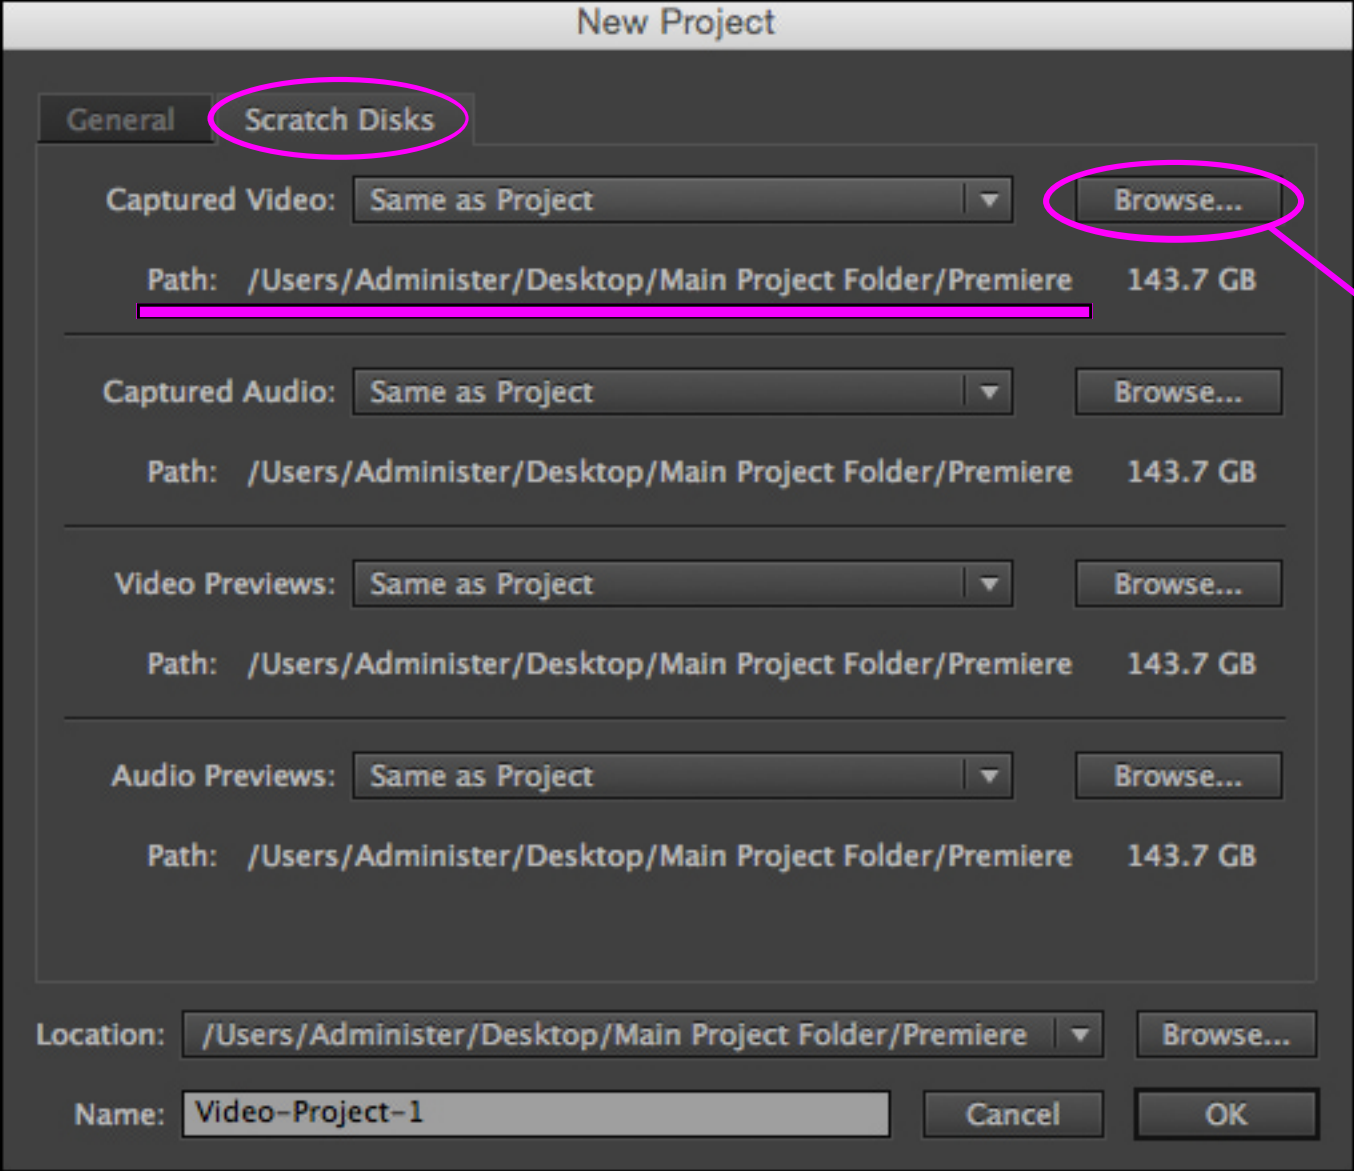 New Project
General Scratch Disks
Captured Video: Same as Project Browse...
Path: /Users/Administer/Desktop/Main Project Folder/Premiere 143.7 GB
Captured Audio: Same as Project Browse...
Path: /Users/Administer/Desktop/Main Project Folder/Premiere 143.7 GB
Video Previews: Same as Project Browse...
Path: /Users/Administer/Desktop/Main Project Folder/Premiere 143.7 GB
Audio Previews: Same as Project Browse...
Path: /Users/Administer/Desktop/Main Project Folder/Premiere 143.7 GB
Location: /Users/Administer/Desktop/Main Project Folder/Premiere Browse...
Name: Video-Project-1 Cancel OK